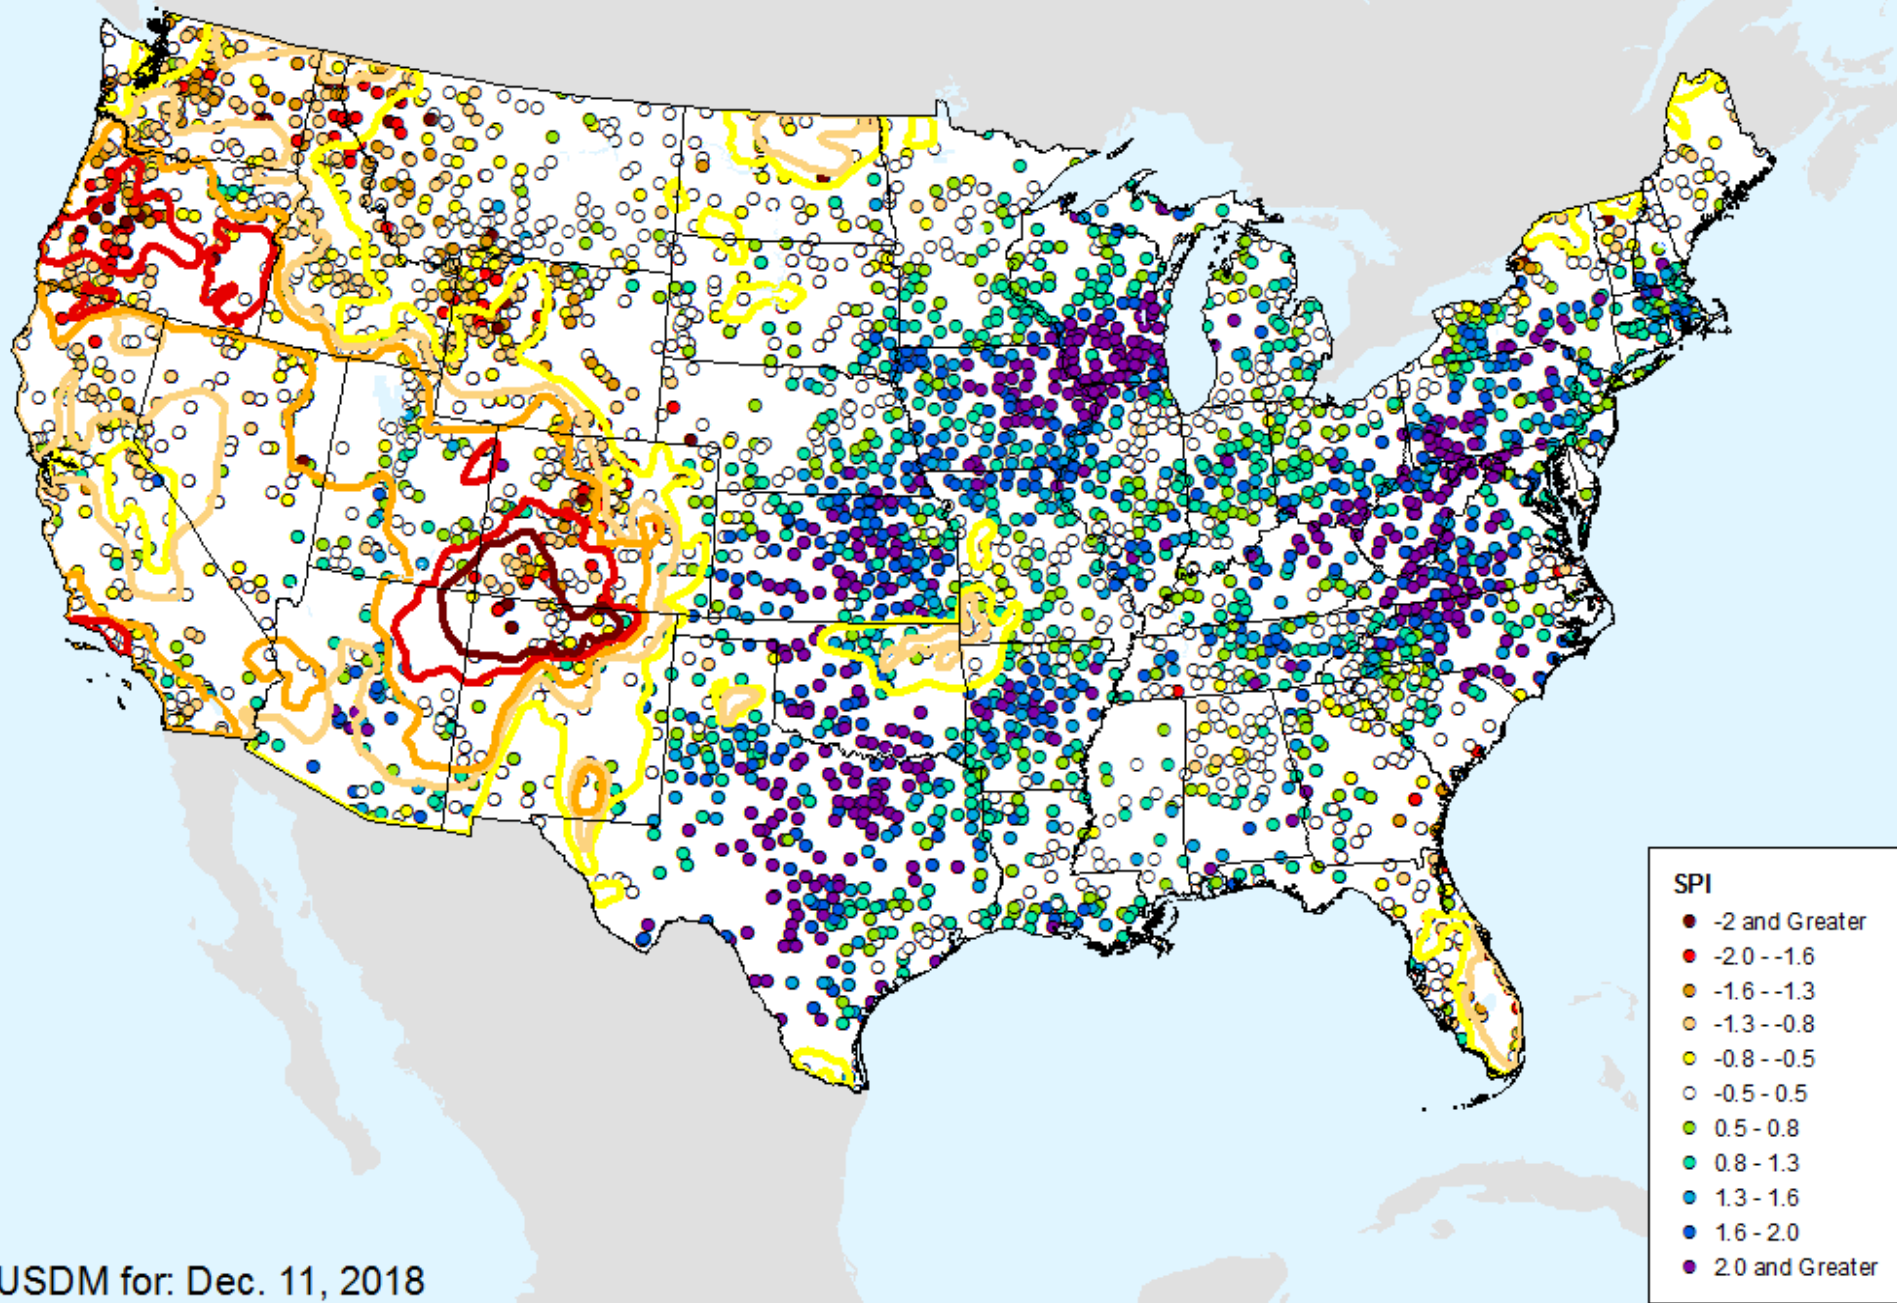 SPI
-2 and Greater
-2.0 - -1.6
-1.6 - -1.3
-1.3 - -0.8
-0.8 - -0.5
-0.5 - 0.5
0.5 - 0.8
0.8 - 1.3
1.3 - 1.6
1.6 - 2.0
2.0 and Greater
USDM for: Dec. 11, 2018